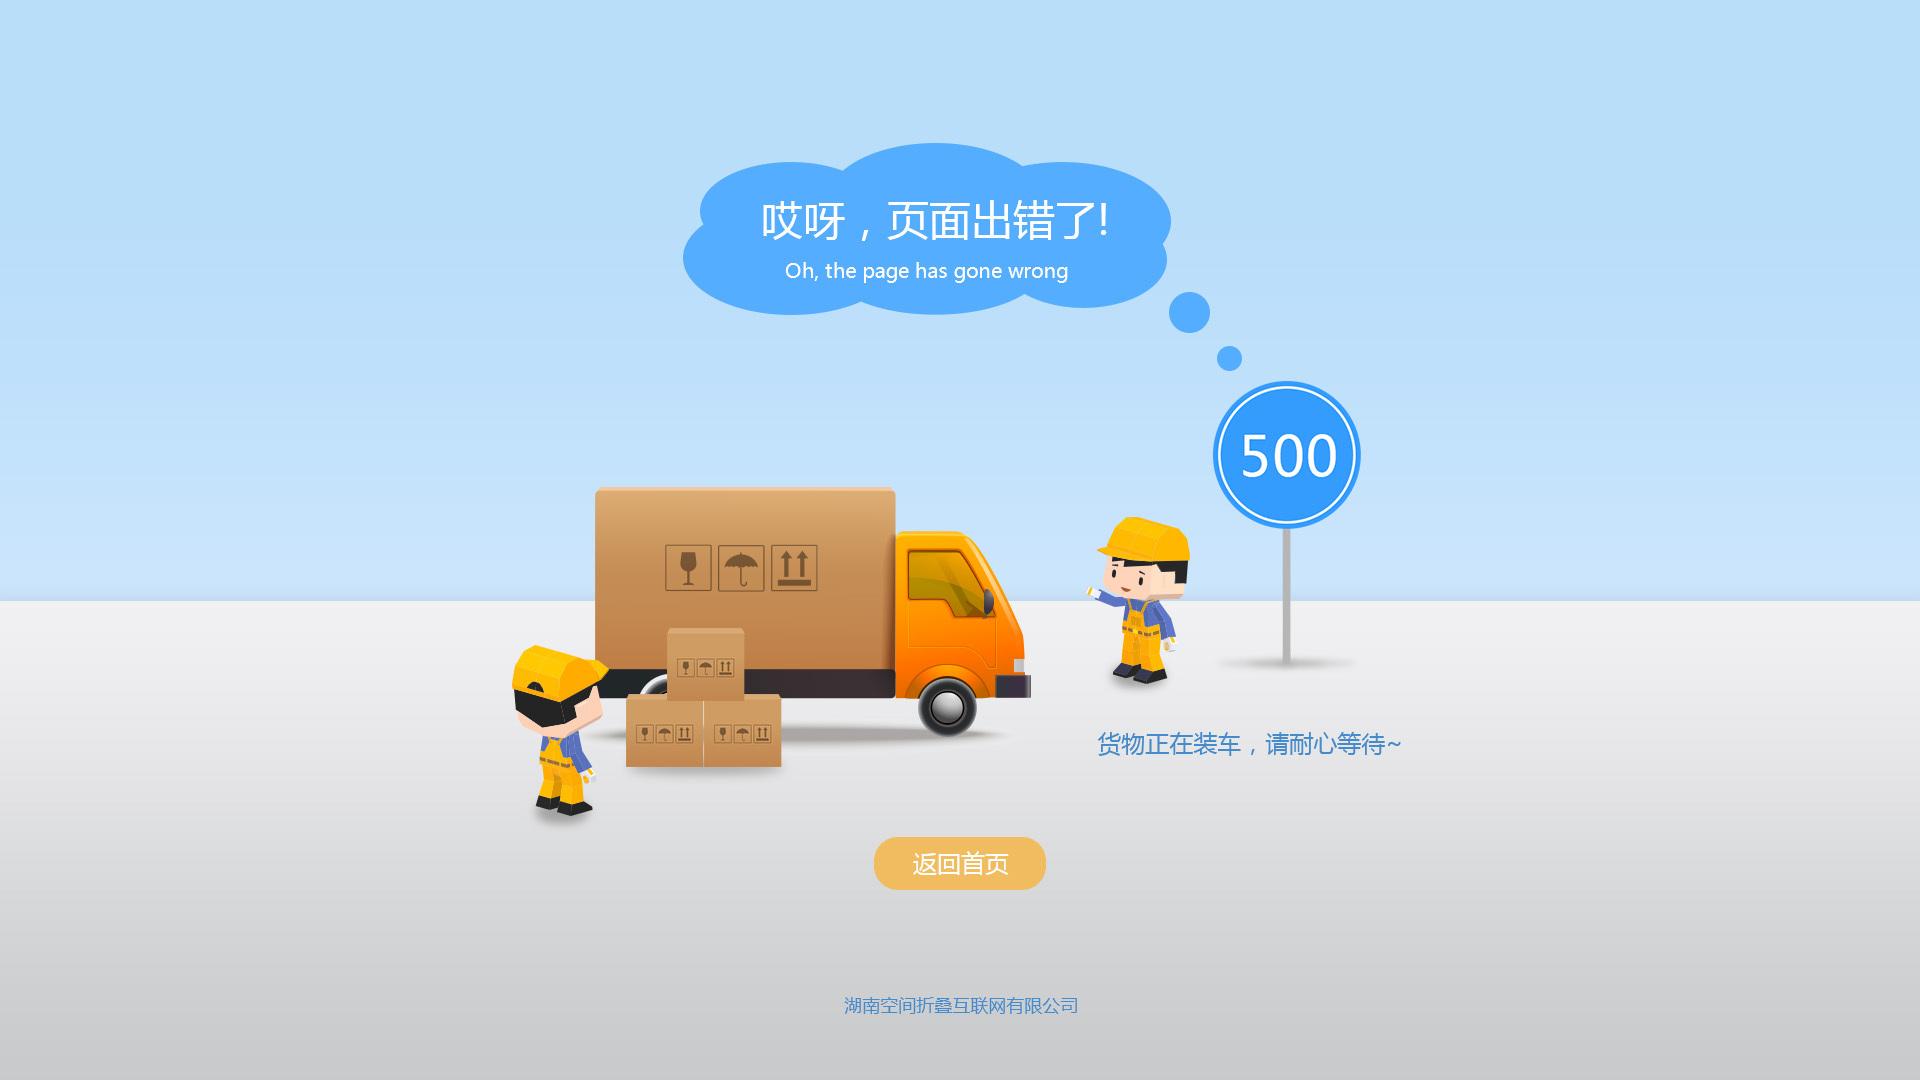 哎呀，页面出错了!
Oh, the page has gone wrong
500
货物正在装车，请耐心等待~
返回首页
湖南空间折叠互联网有限公司